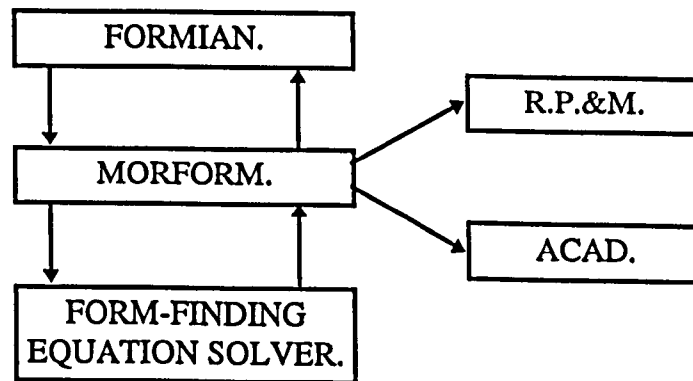 FORMIAN.
R.P.&M.
MORFORM.
ACAD.
FORM-FINDING
EQUATION SOLVER.